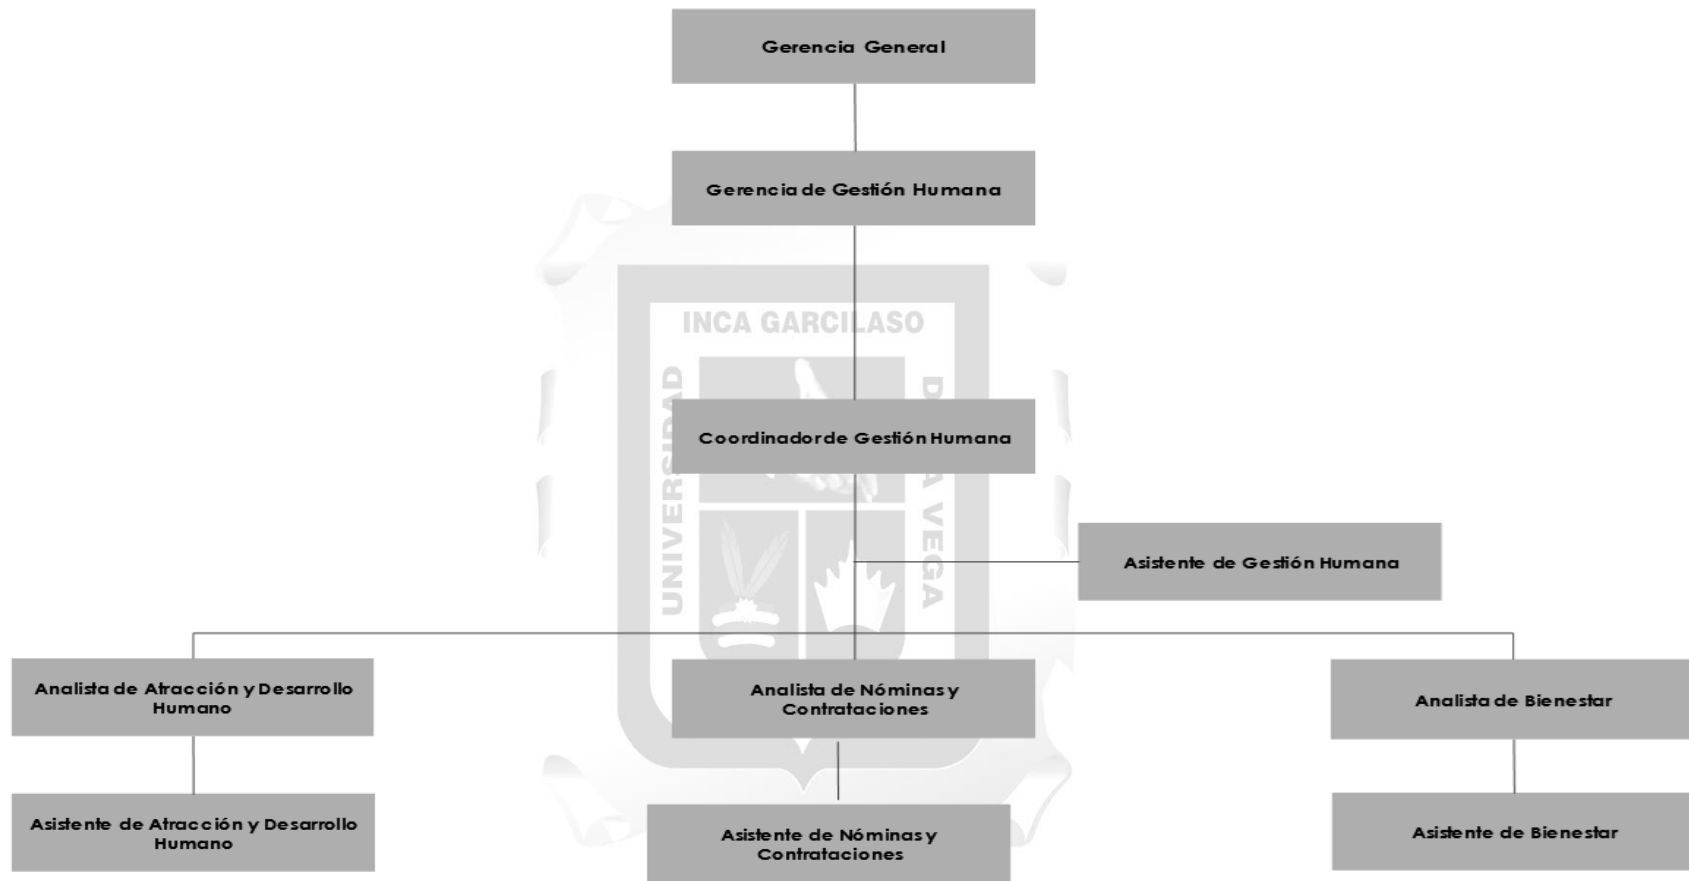 Gerencia General
Gerencia de Gestión Humana
INCA GARCILASO
UNIVERSIDAD
Coordinador de Gestión Humana
VEGA
Asistente de Gestión Humana
Analista de Atracción y Desarrollo
Humano
Analista de Nóminas y
Contrataciones
Analista de Bienestar
Asistente de Atracción y Desarrollo
Humano
Asistente de Nóminas y
Contrataciones
Asistente de Bienestar